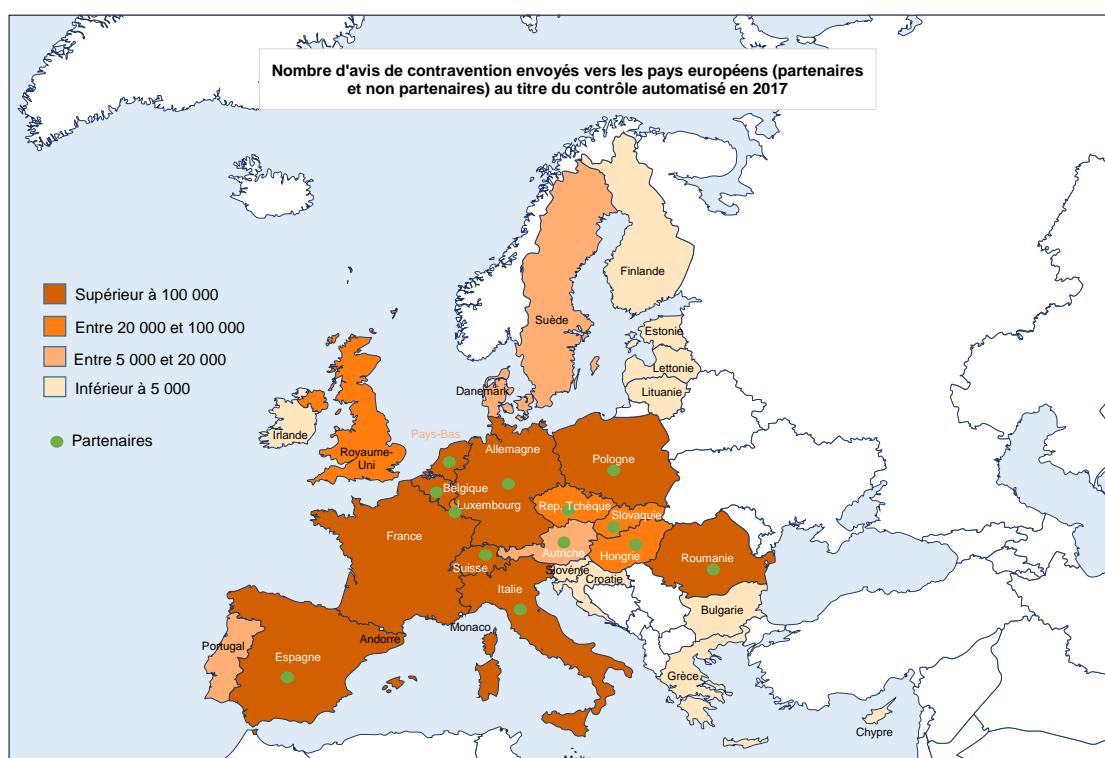 Nombre d'avis de contravention envoyés vers les pays européens (partenaires
et non partenaires) au titre du contrôle automatisé en 2017
Supérieur à 100 000
Entre 20 000 et 100 000
Entre 5 000 et 20 000
Inférieur à 5 000
Partenaires
Finlande
Suède
Estonie
Lettonie
Lituanie
Danemark
Irlande
Royaume-
Uni
Pays-Bas
Allemagne
Pologne
Belgique
Luxembourg
Rep. Tchèque
Slovaquie
France
Autriche
Hongrie
Roumanie
Suisse
Slovénie
Croatie
Italie
Bulgarie
Monaco
Andorre
Portugal
Espagne
Grèce
Chypre